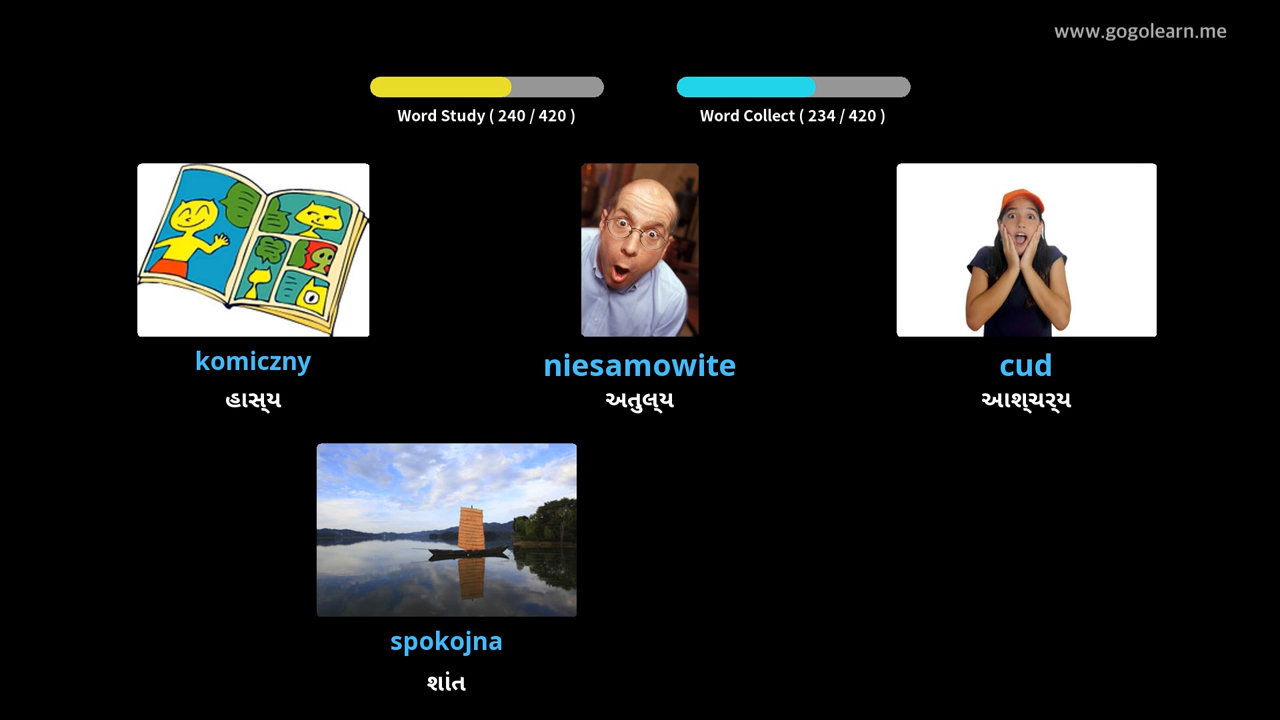 www.gogolearn.me
Word Study ( 240 / 420 )
Word Collect ( 234 / 420 )
komiczny
niesamowite
cud
હાસ્ય
અતુલ્ય
આશ્ચર્ય
spokojna
શાંત